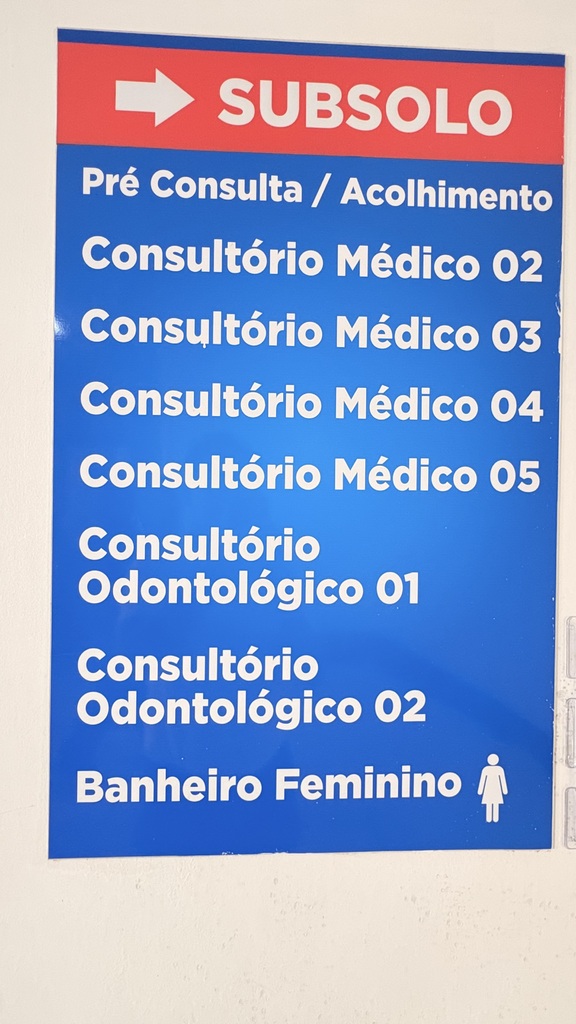 SUBSOLO
Pré Consulta / Acolhimento
Consultório Médico 02
Consultório Médico 03
Consultório Médico 04
Consultório Médico 05
Consultório
Odontológico 01
Consultório
Odontológico 02
Banheiro Feminino